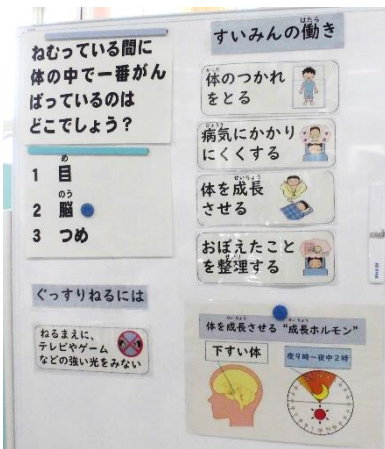 ねむっている間に
体の中で一番がん
ばっているのは
どこでしょう？
1 目
2 脳
3 つめ
ぐっすりねるには
ねるまえに、
テレビやゲーム
などの強い光をみない
すいみんの働き
体のつかれ
をとる
病気にかかり
にくくする
体を成長
させる
おぼえたこと
を整理する
体を成長させる“成長ホルモン”
下すい体
夜9時～夜中2時